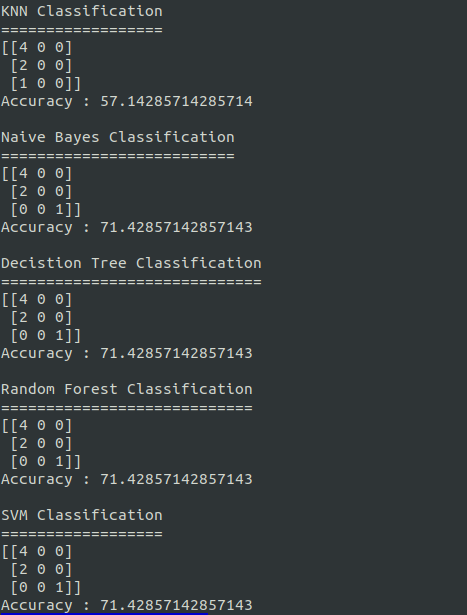 KNN Classification
==================
[[4 0 0]
 [2 0 0]
 [1 0 0]]
Accuracy : 57.14285714285714
Naive Bayes Classification
==========================
[[4 0 0]
 [2 0 0]
 [0 0 1]]
Accuracy : 71.42857142857143
Decistion Tree Classification
=============================
[[4 0 0]
 [2 0 0]
 [0 0 1]]
Accuracy : 71.42857142857143
Random Forest Classification
============================
[[4 0 0]
 [2 0 0]
 [0 0 1]]
Accuracy : 71.42857142857143
SVM Classification
==================
[[4 0 0]
 [2 0 0]
 [0 0 1]]
Accuracy : 71.42857142857143